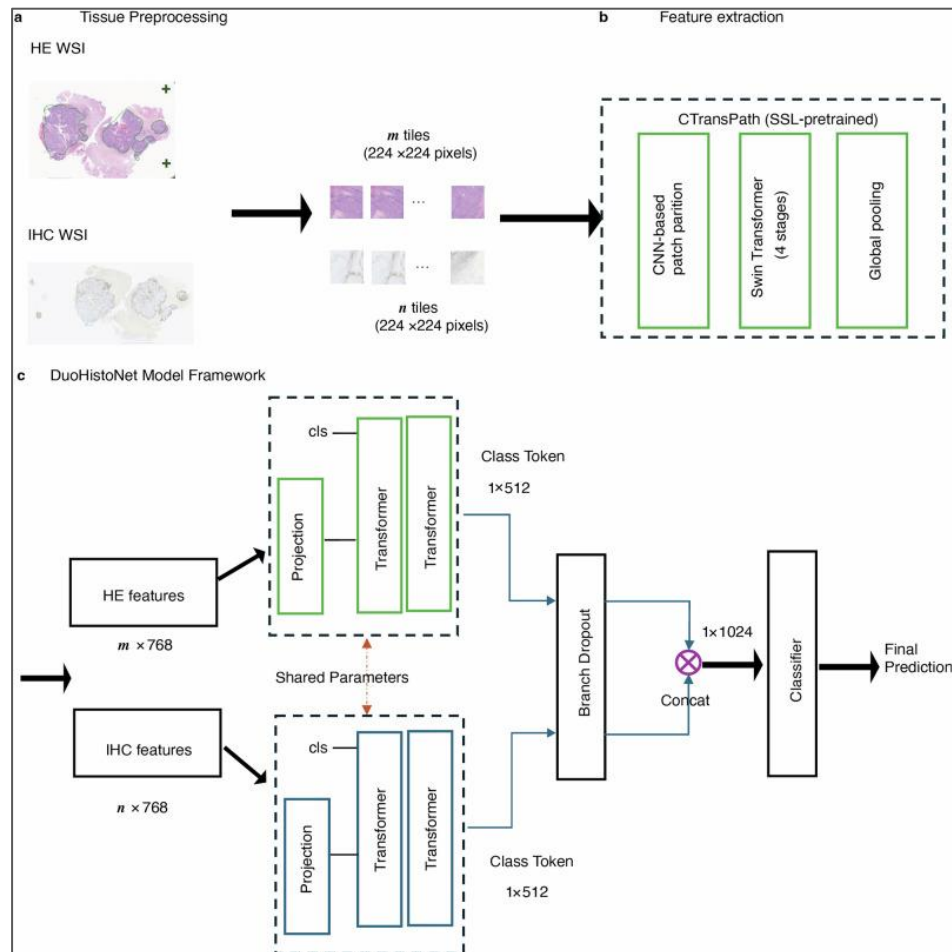 a Tissue Preprocessing
HE WSI
IHC WSI
m tiles
(224 ×224 pixels)
...
...
n tiles
(224 ×224 pixels)
b Feature extraction
CTransPath (SSL-pretrained)
CNN-based
patch parition
Swin Transformer
(4 stages)
Global pooling
c DuoHistoNet Model Framework
HE features
m ×768
IHC features
n ×768
cls
Projection
Transformer
Transformer
Shared Parameters
cls
Projection
Transformer
Transformer
Class Token
1×512
Class Token
1×512
Branch Dropout
Concat
1×1024
Classifier
Final
Prediction